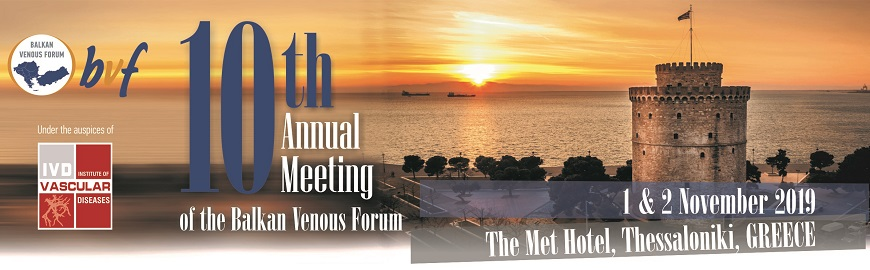 BALKAN
VENOUS FORUM
bvf
Under the auspices of
IVD
INSTITUTE OF
VASCULAR
DISEASES
10th
Annual
Meeting
of the Balkan Venous Forum
1 & 2 November 2019
The Met Hotel, Thessaloniki, GREECE